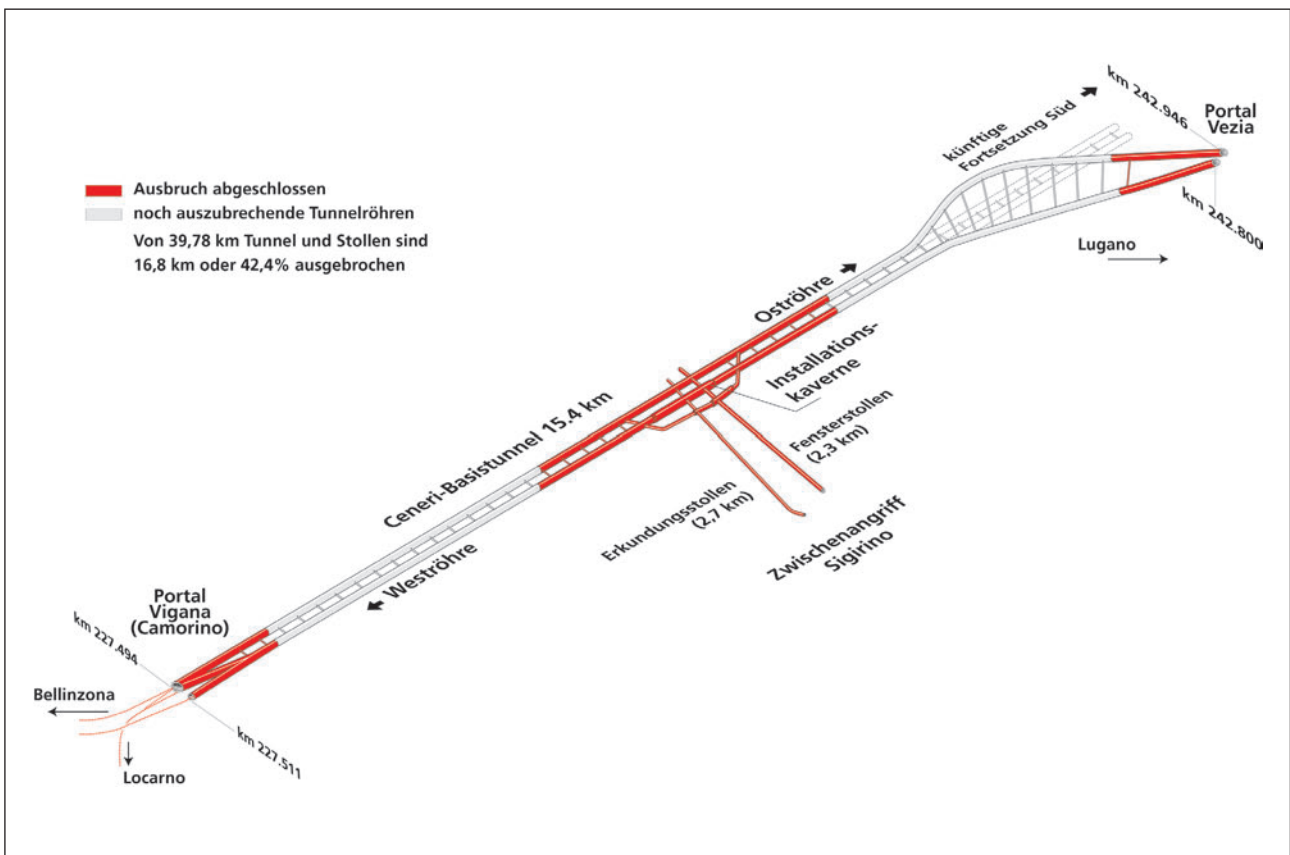 km 242.946
Portal
Vezia
künftige
Fortsetzung Süd
km 242.800
Lugano
Ausbruch abgeschlossen
noch auszubrechende Tunnelröhren
Von 39,78 km Tunnel und Stollen sind
16,8 km oder 42,4% ausgebrochen
Oströhre
Installations-
kaverne
Ceneri-Basistunnel 15.4 km
Fensterstollen
(2,3 km)
Erkundungsstollen
(2,7 km)
Zwischenangriff
Sigirino
Weströhre
Portal
Vigana
(Camorino)
km 227.494
Bellinzona
km 227.511
Locarno